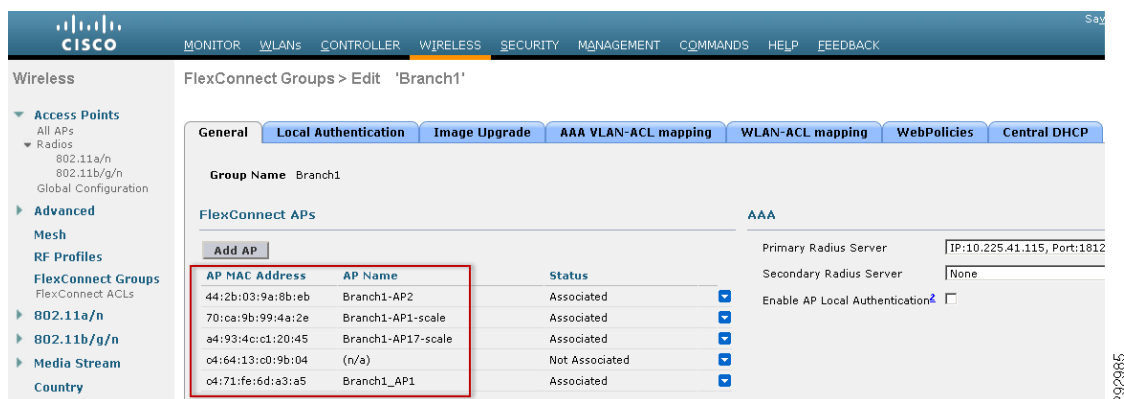 Sa
CISCO
MONITOR WLANs CONTROLLER WIRELESS SECURITY MANAGEMENT COMMANDS HELP FEEDBACK
Wireless
Access Points
All APs
Radios
802.11a/n
802.11b/g/n
Global Configuration
Advanced
Mesh
RF Profiles
FlexConnect Groups
FlexConnect ACLs
802.11a/n
802.11b/g/n
Media Stream
Country
FlexConnect Groups > Edit 'Branch1'
General Local Authentication Image Upgrade AAA VLAN-ACL mapping WLAN-ACL mapping WebPolicies Central DHCP
Group Name Branch1
FlexConnect APs
Add AP
AP MAC Address AP Name Status
44:2b:03:9a:8b:eb Branch1-AP2 Associated
70:ca:9b:99:4a:2e Branch1-AP1-scale Associated
a4:93:4c:c1:20:45 Branch1-AP17-scale Associated
c4:64:13:c0:9b:04 (n/a) Not Associated
c4:71:fe:6d:a3:a5 Branch1_AP1 Associated
AAA
Primary Radius Server IP:10.225.41.115, Port:1812
Secondary Radius Server None
Enable AP Local Authentication2